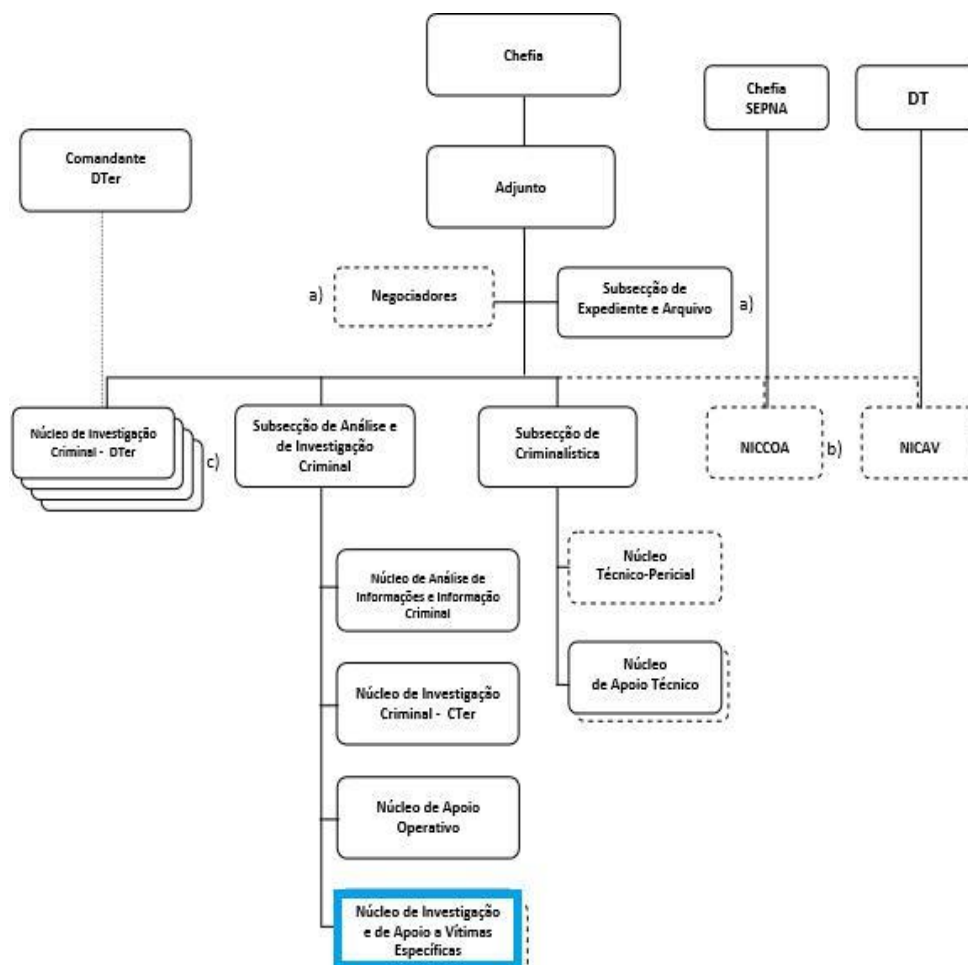 Chefia
Chefia
SEPNA
DT
Comandante
DTer
Adjunto
a)
Negociadores
Subsecção de
Expediente e Arquivo
a)
Núcleo de Investigação
Criminal - DTer
c)
Subsecção de Análise e
de Investigação
Criminal
Subsecção de
Criminalística
NICCOA
b)
NICAV
Núcleo
Técnico-Pericial
Núcleo de Análise de
Informações e Informação
Criminal
Núcleo
de Apoio Técnico
Núcleo de Investigação
Criminal - CTer
Núcleo de Apoio
Operativo
Núcleo de Investigação
e de Apoio a Vítimas
Específicas